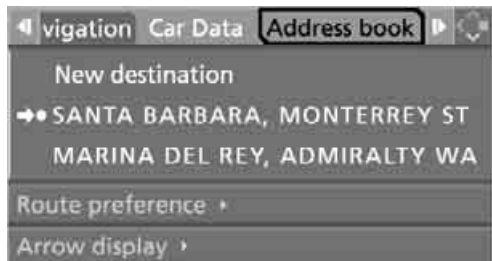 vigation Car Data Address book
New destination
SANTA BARBARA, MONTERREY ST
MARINA DEL REY, ADMIRALTY WA
Route preference
Arrow display